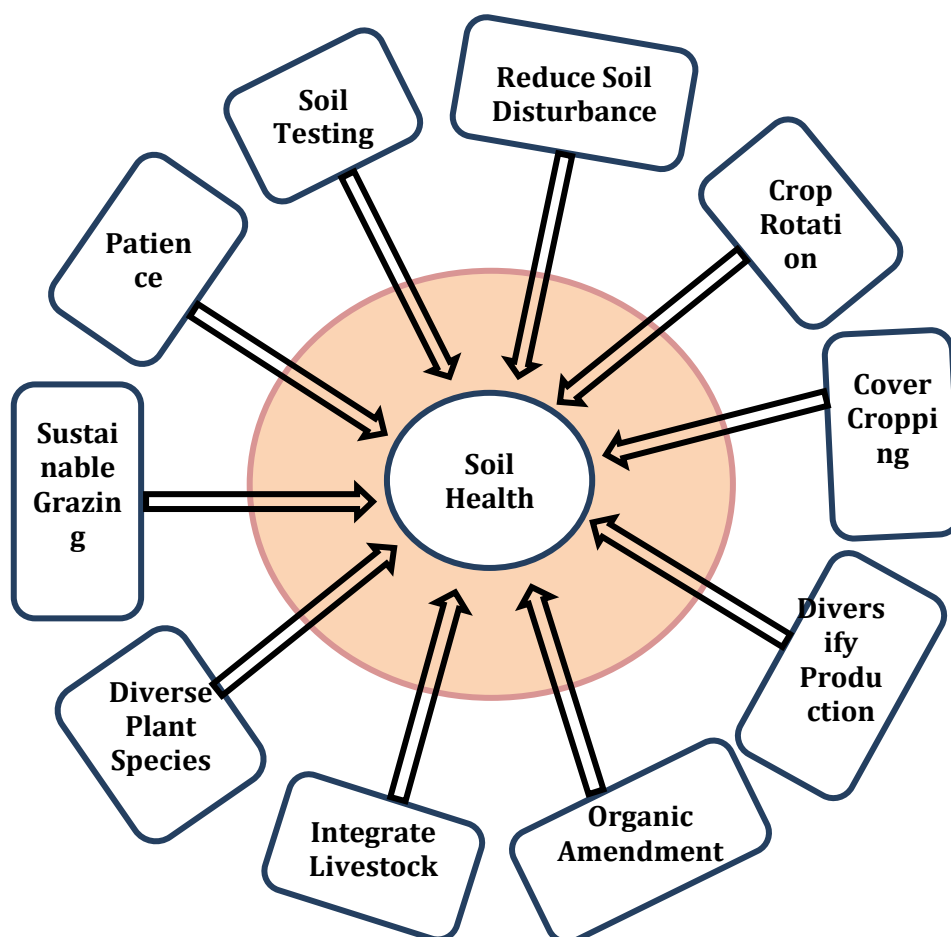 Soil
Testing
Reduce Soil
Disturbance
Crop
Rotati
on
Patien
ce
Cover
Croppi
ng
Sustai
nable
Grazin
g
Soil
Health
Divers
ify
Produ
ction
Diverse
Plant
Species
Integrate
Livestock
Organic
Amendment